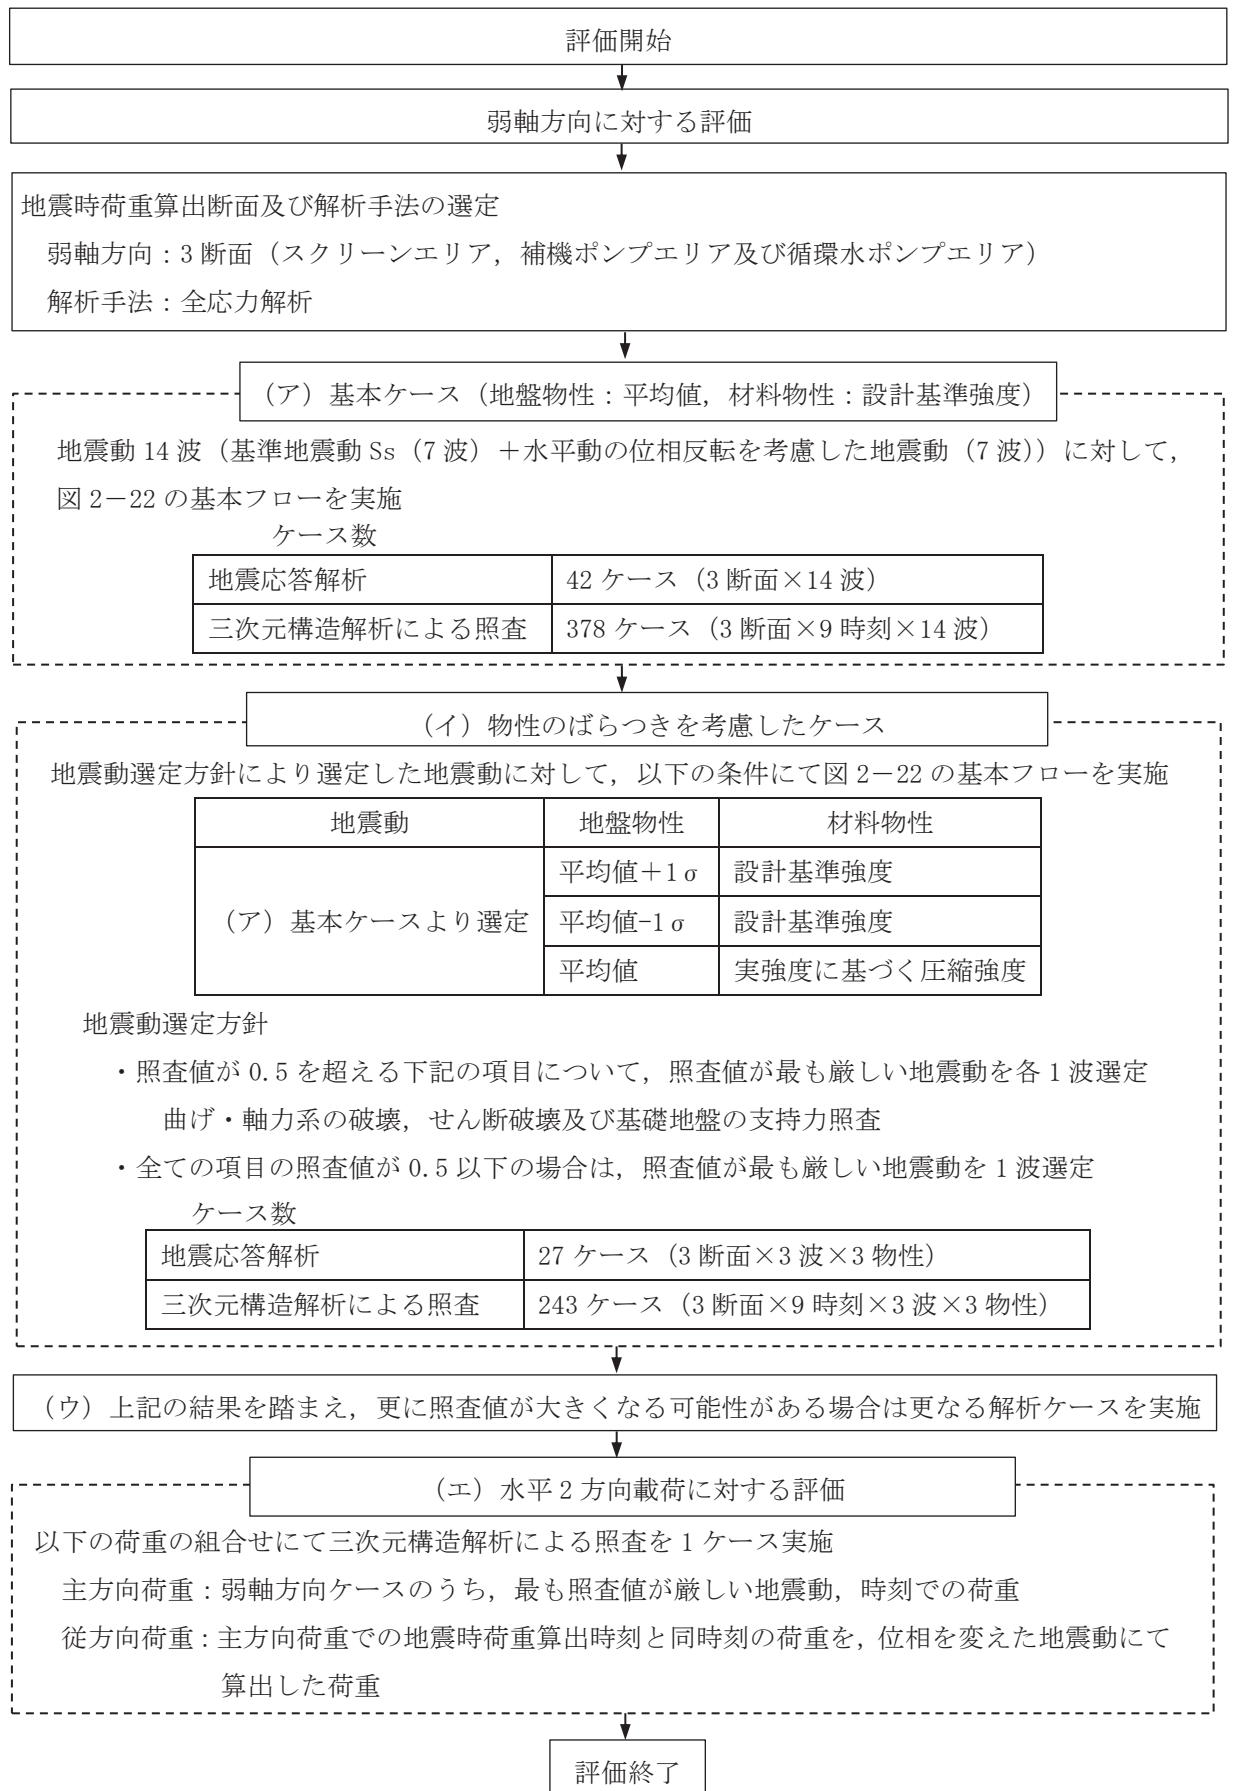 評価開始
弱軸方向に対する評価
地震時荷重算出断面及び解析手法の選定
弱軸方向：3断面（スクリーンエリア，補機ポンプエリア及び循環水ポンプエリア）
解析手法：全応力解析
（ア）基本ケース（地盤物性：平均値，材料物性：設計基準強度）
地震動14波（基準地震動Ss（7波）＋水平動の位相反転を考慮した地震動（7波））に対して，
図2－22の基本フローを実施
ケース数
地震応答解析 42ケース（3断面×14波）
三次元構造解析による照査 378ケース（3断面×9時刻×14波）
（イ）物性のばらつきを考慮したケース
地震動選定方針により選定した地震動に対して，以下の条件にて図2－22の基本フローを実施
地震動 地盤物性 材料物性
平均値＋1σ 設計基準強度
（ア）基本ケースより選定 平均値-1σ 設計基準強度
平均値 実強度に基づく圧縮強度
地震動選定方針
・照査値が0.5を超える下記の項目について，照査値が最も厳しい地震動を各1波選定
曲げ・軸力系の破壊，せん断破壊及び基礎地盤の支持力照査
・全ての項目の照査値が0.5以下の場合は，照査値が最も厳しい地震動を1波選定
ケース数
地震応答解析 27ケース（3断面×3波×3物性）
三次元構造解析による照査 243ケース（3断面×9時刻×3波×3物性）
（ウ）上記の結果を踏まえ，更に照査値が大きくなる可能性がある場合は更なる解析ケースを実施
（エ）水平2方向載荷に対する評価
以下の荷重の組合せにて三次元構造解析による照査を1ケース実施
主方向荷重：弱軸方向ケースのうち，最も照査値が厳しい地震動，時刻での荷重
従方向荷重：主方向荷重での地震時荷重算出時刻と同時刻の荷重を，位相を変えた地震動にて
算出した荷重
評価終了